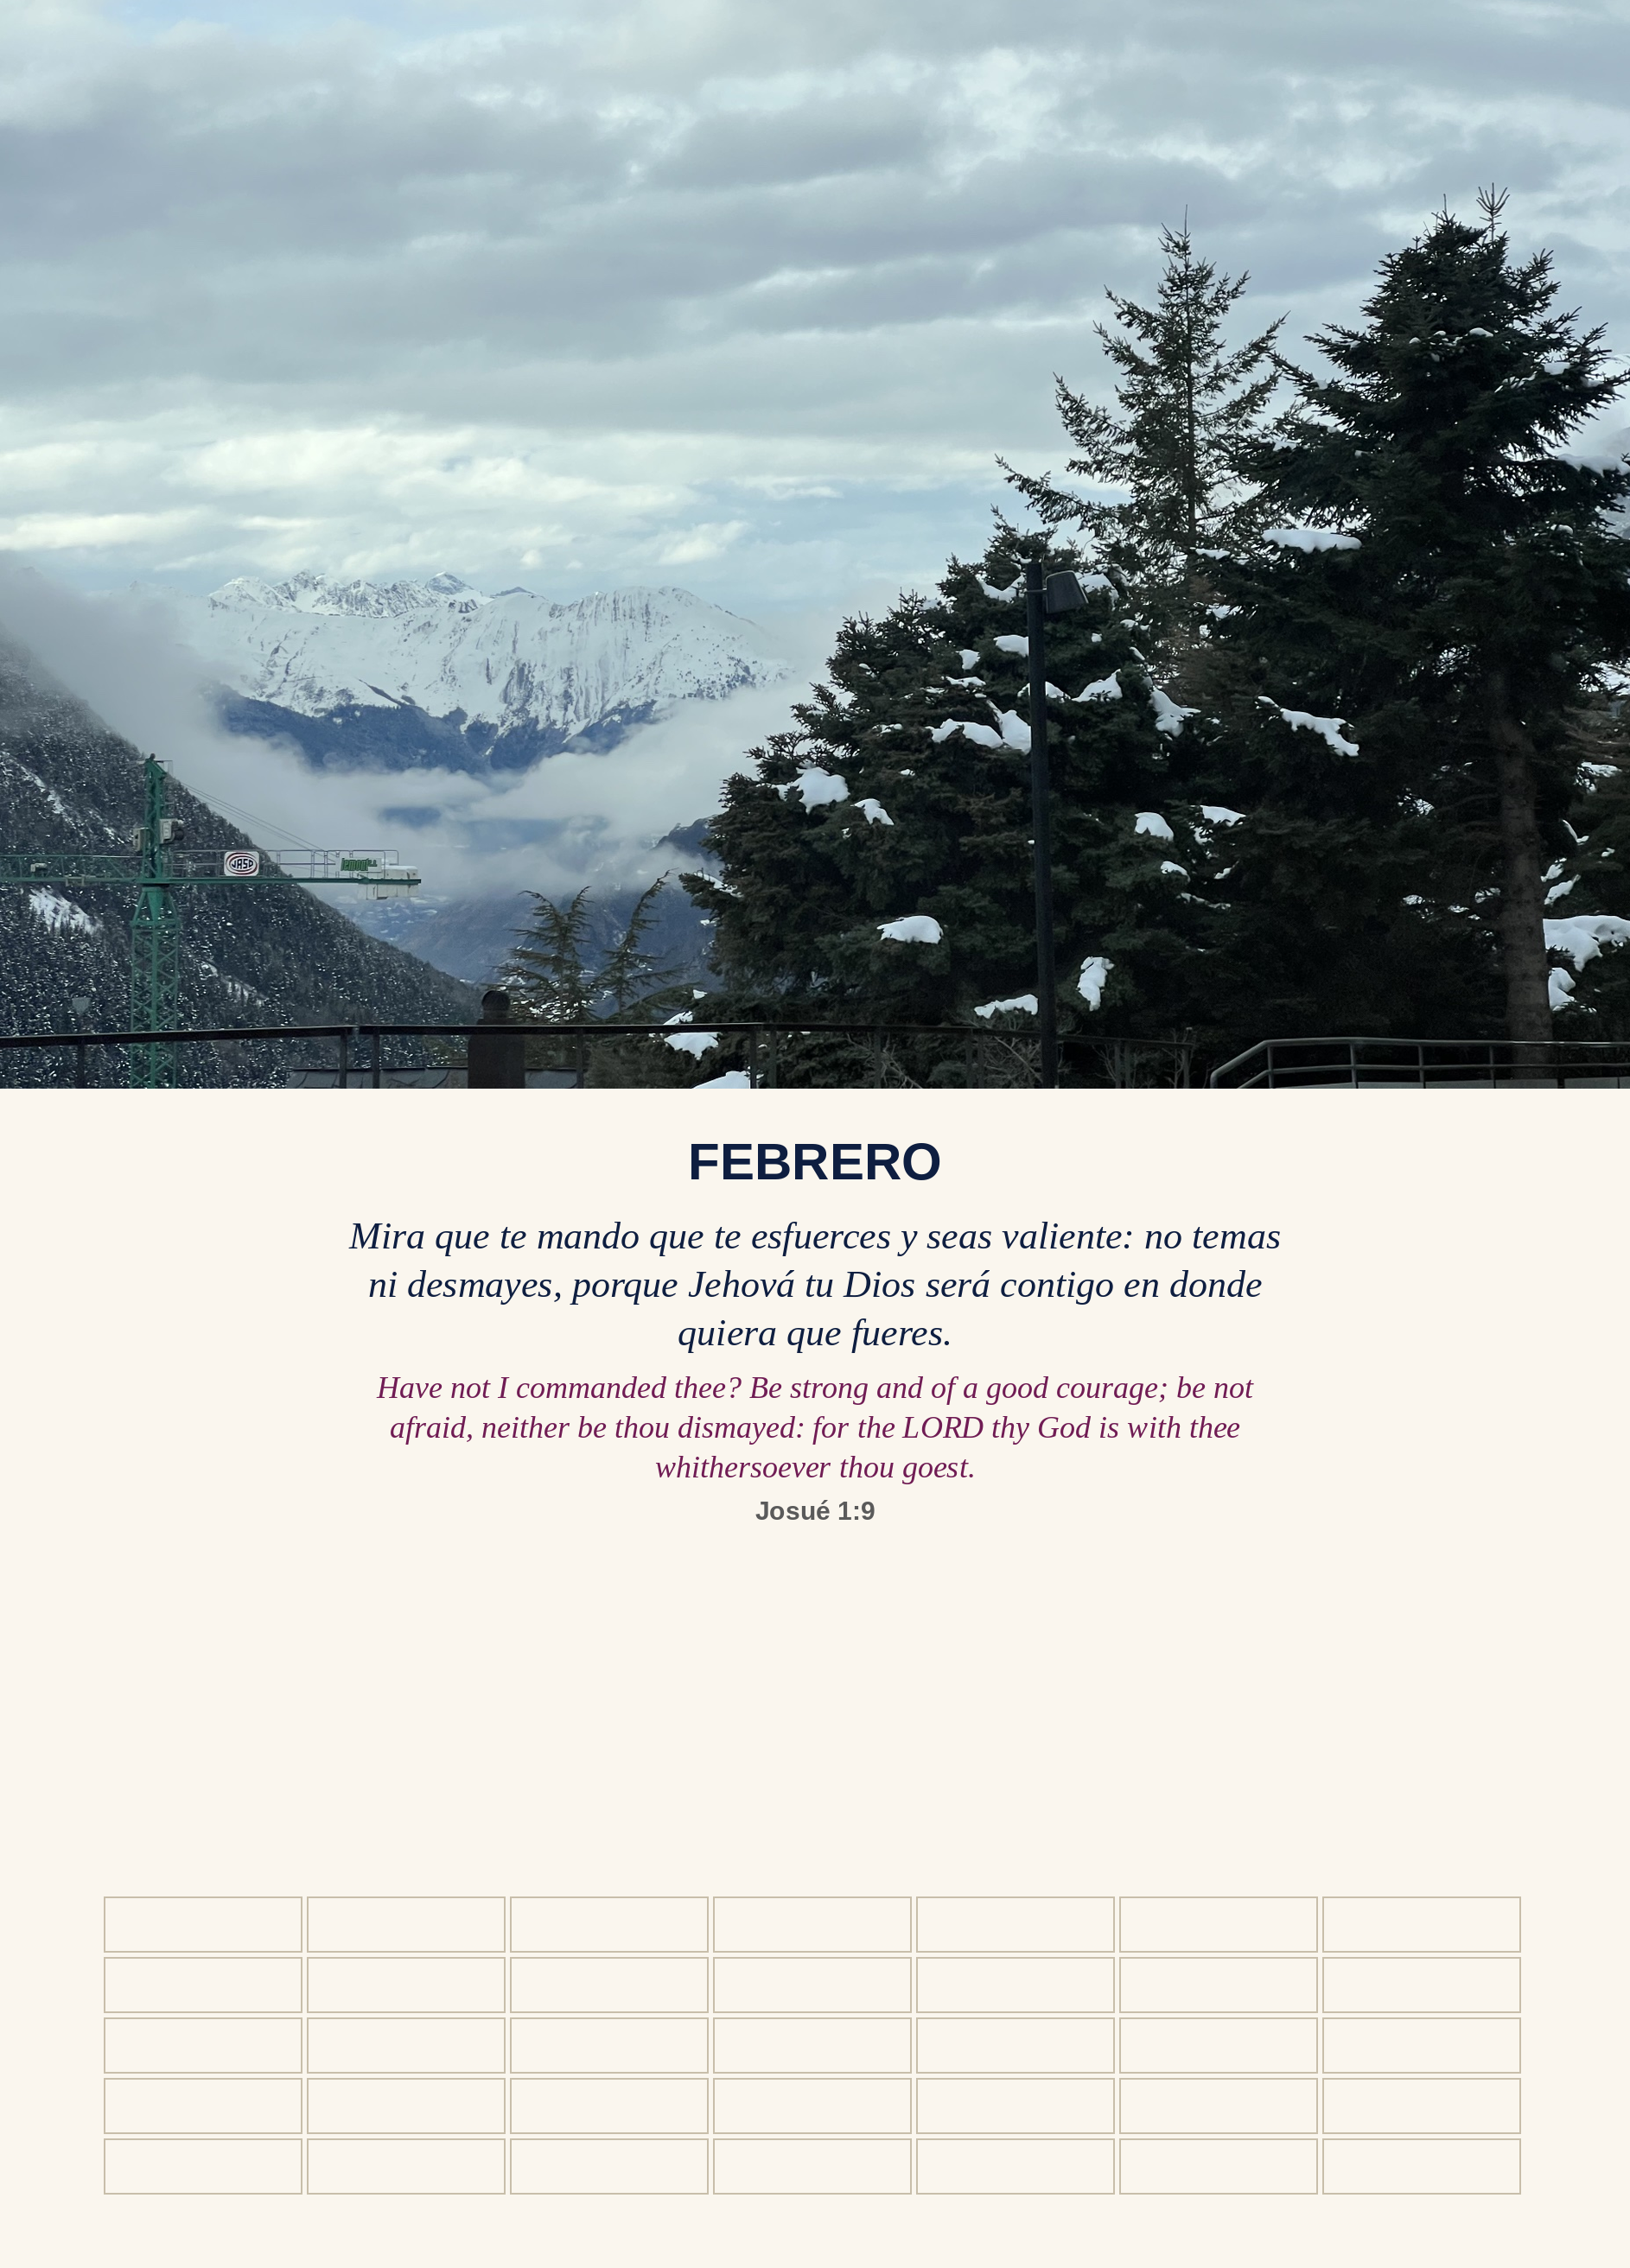 JASP
FEBRERO
Mira que te mando que te esfuerces y seas valiente: no temas
ni desmayes, porque Jehová tu Dios será contigo en donde
quiera que fueres.
Have not I commanded thee? Be strong and of a good courage; be not
afraid, neither be thou dismayed: for the LORD thy God is with thee
whithersoever thou goest.
Josué 1:9